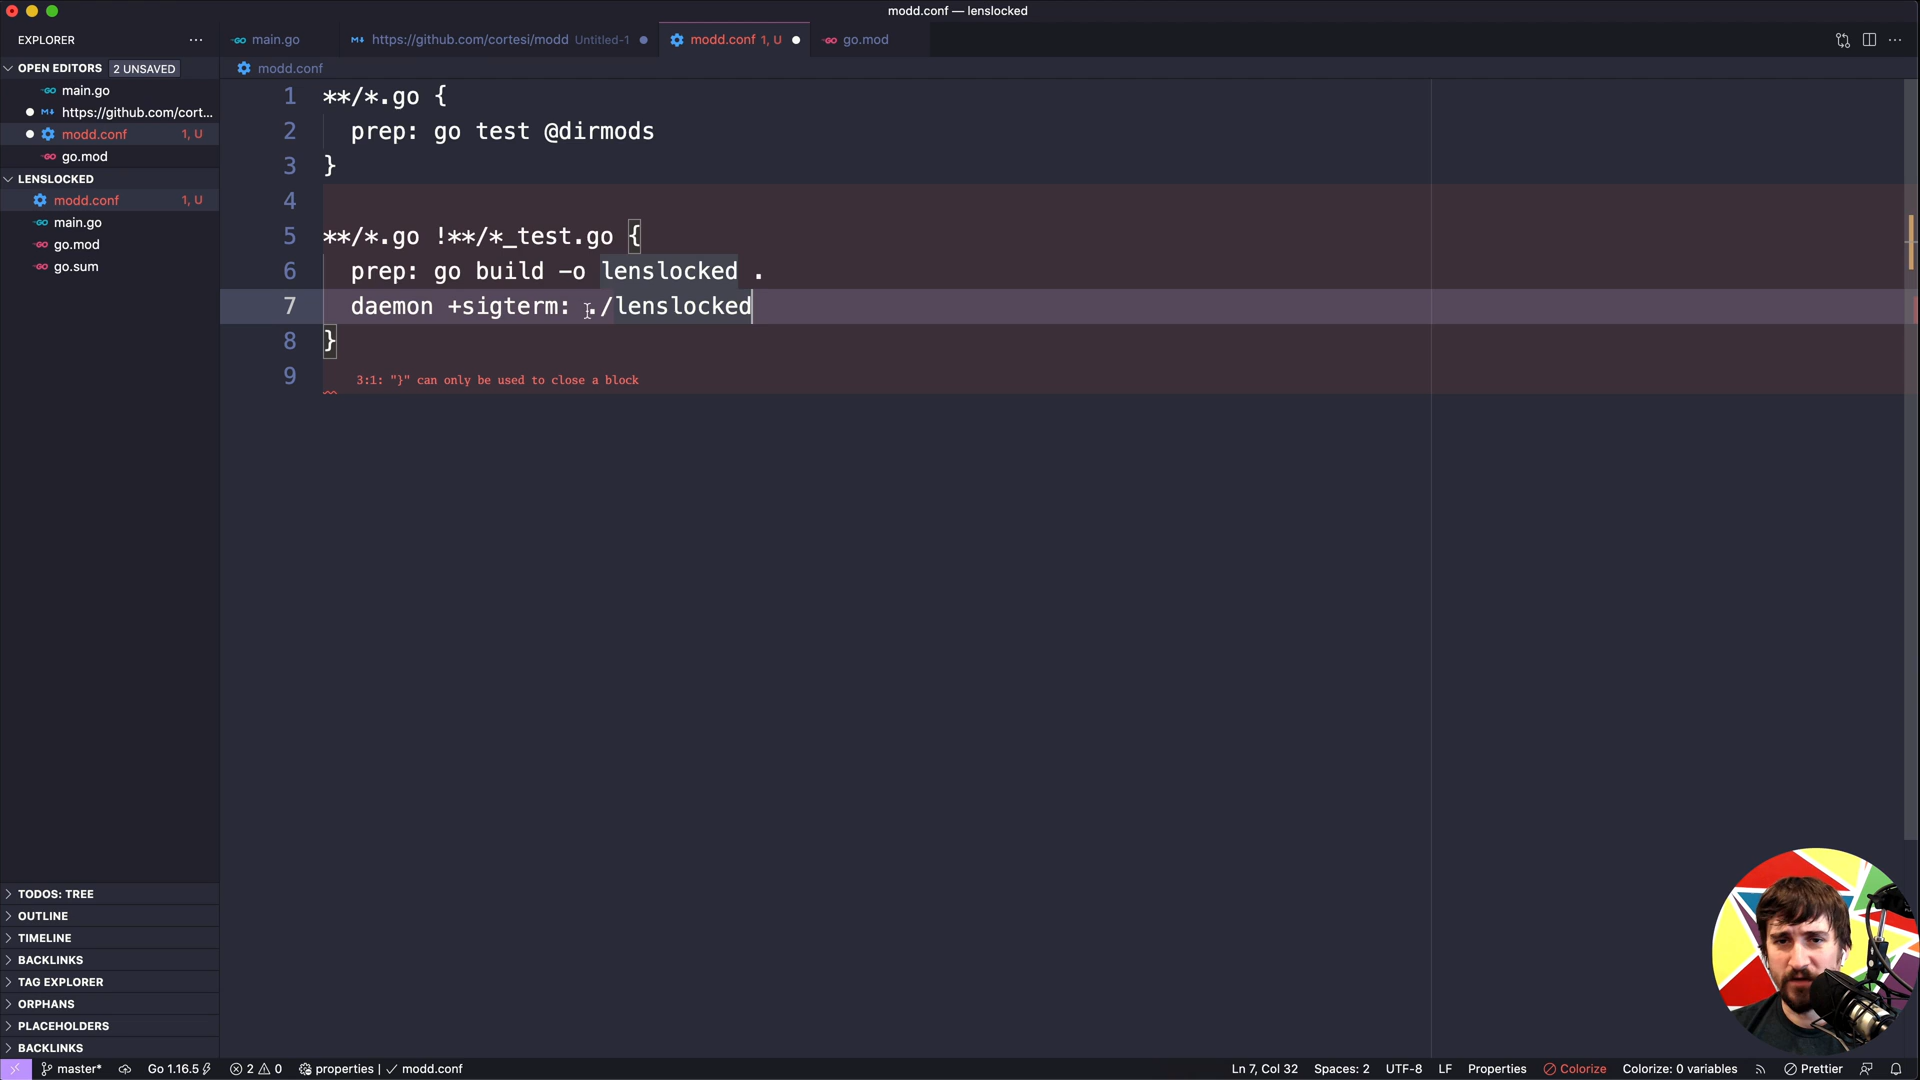 modd.conf — lenslocked
EXPLORER
main.go
https://github.com/cortesi/modd Untitled-1
modd.conf 1, U
go.mod
OPEN EDITORS 2 UNSAVED
main.go
https://github.com/cort...
modd.conf 1, U
go.mod
LENSLOCKED
modd.conf 1, U
main.go
go.mod
go.sum
modd.conf
1 **/*.go {
2 prep: go test @dirmods
3 }
4
5 **/*.go !**/*_test.go {
6 prep: go build -o lenslocked .
7 daemon +sigterm: ./lenslocked
8 }
9 3:1: "}" can only be used to close a block
TODOS: TREE
OUTLINE
TIMELINE
BACKLINKS
TAG EXPLORER
ORPHANS
PLACEHOLDERS
BACKLINKS
master* Go 1.16.5 2 0 properties | ✓ modd.conf Ln 7, Col 32 Spaces: 2 UTF-8 LF Properties Colorize Colorize: 0 variables Prettier